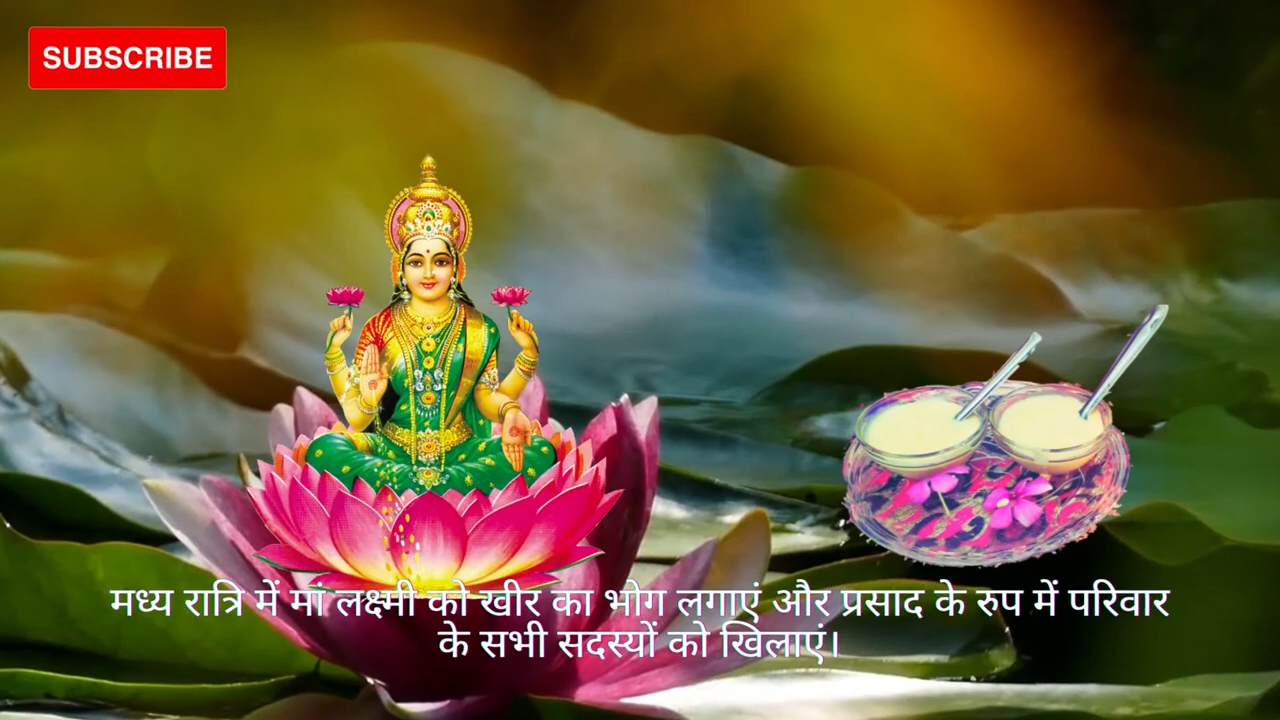 SUBSCRIBE
मध्य रात्रि में मां लक्ष्मी को खीर का भोग लगाएं और प्रसाद के रुप में परिवार
के सभी सदस्यों को खिलाएं।